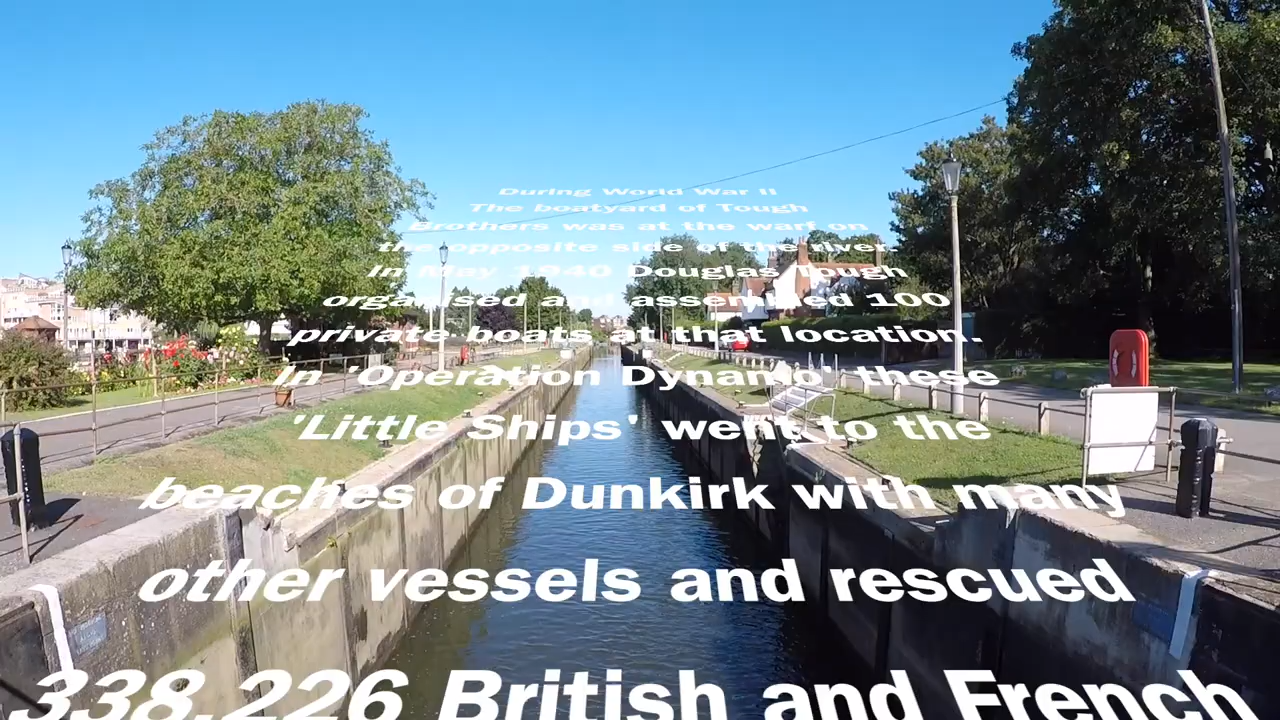 During World War II
The boatyard of Tough
Brothers was at the warf on
the opposite side of the river.
In May 1940 Douglas Tough
organised and assembled 100
private boats at that location.
In 'Operation Dynamo' these
'Little Ships' went to the
beaches of Dunkirk with many
other vessels and rescued
338,226 British and French